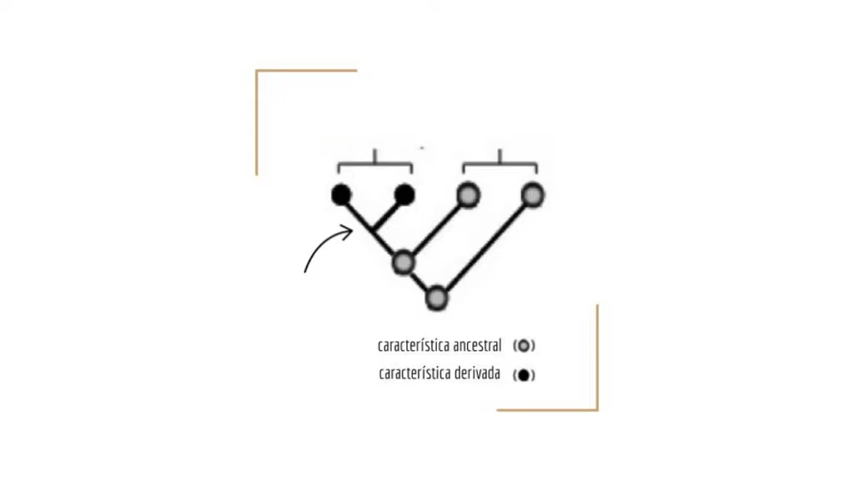 característica ancestral ( )
característica derivada ( )